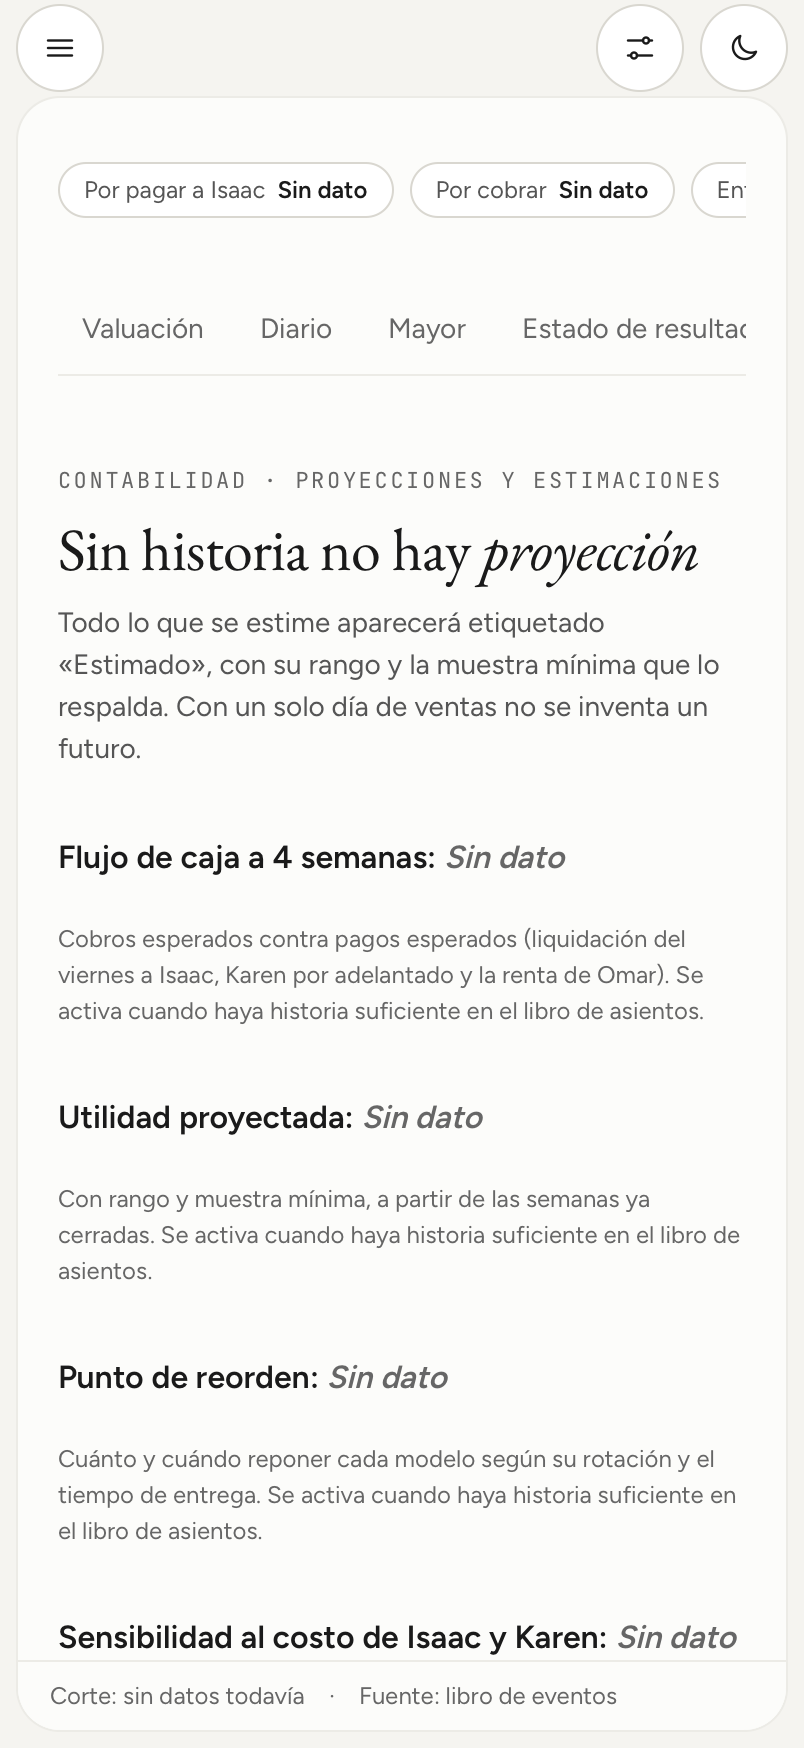 Por pagar a Isaac Sin dato Por cobrar Sin dato
Valuación Diario Mayor Estado de
CONTABILIDAD · PROYECCIONES Y ESTIMACIONES
Sin historia no hay proyección
Todo lo que se estime aparecerá etiquetado
«Estimado», con su rango y la muestra mínima que lo
respalda. Con un solo día de ventas no se inventa un
futuro.
Flujo de caja a 4 semanas: Sin dato
Cobros esperados contra pagos esperados (liquidación del
viernes a Isaac, Karen por adelantado y la renta de Omar). Se
activa cuando haya historia suficiente en el libro de asientos.
Utilidad proyectada: Sin dato
Con rango y muestra mínima, a partir de las semanas ya
cerradas. Se activa cuando haya historia suficiente en el libro de
asientos.
Punto de reorden: Sin dato
Cuánto y cuándo reponer cada modelo según su rotación y el
tiempo de entrega. Se activa cuando haya historia suficiente en
el libro de asientos.
Sensibilidad al costo de Isaac y Karen: Sin dato
Corte: sin datos todavía · Fuente: libro de eventos